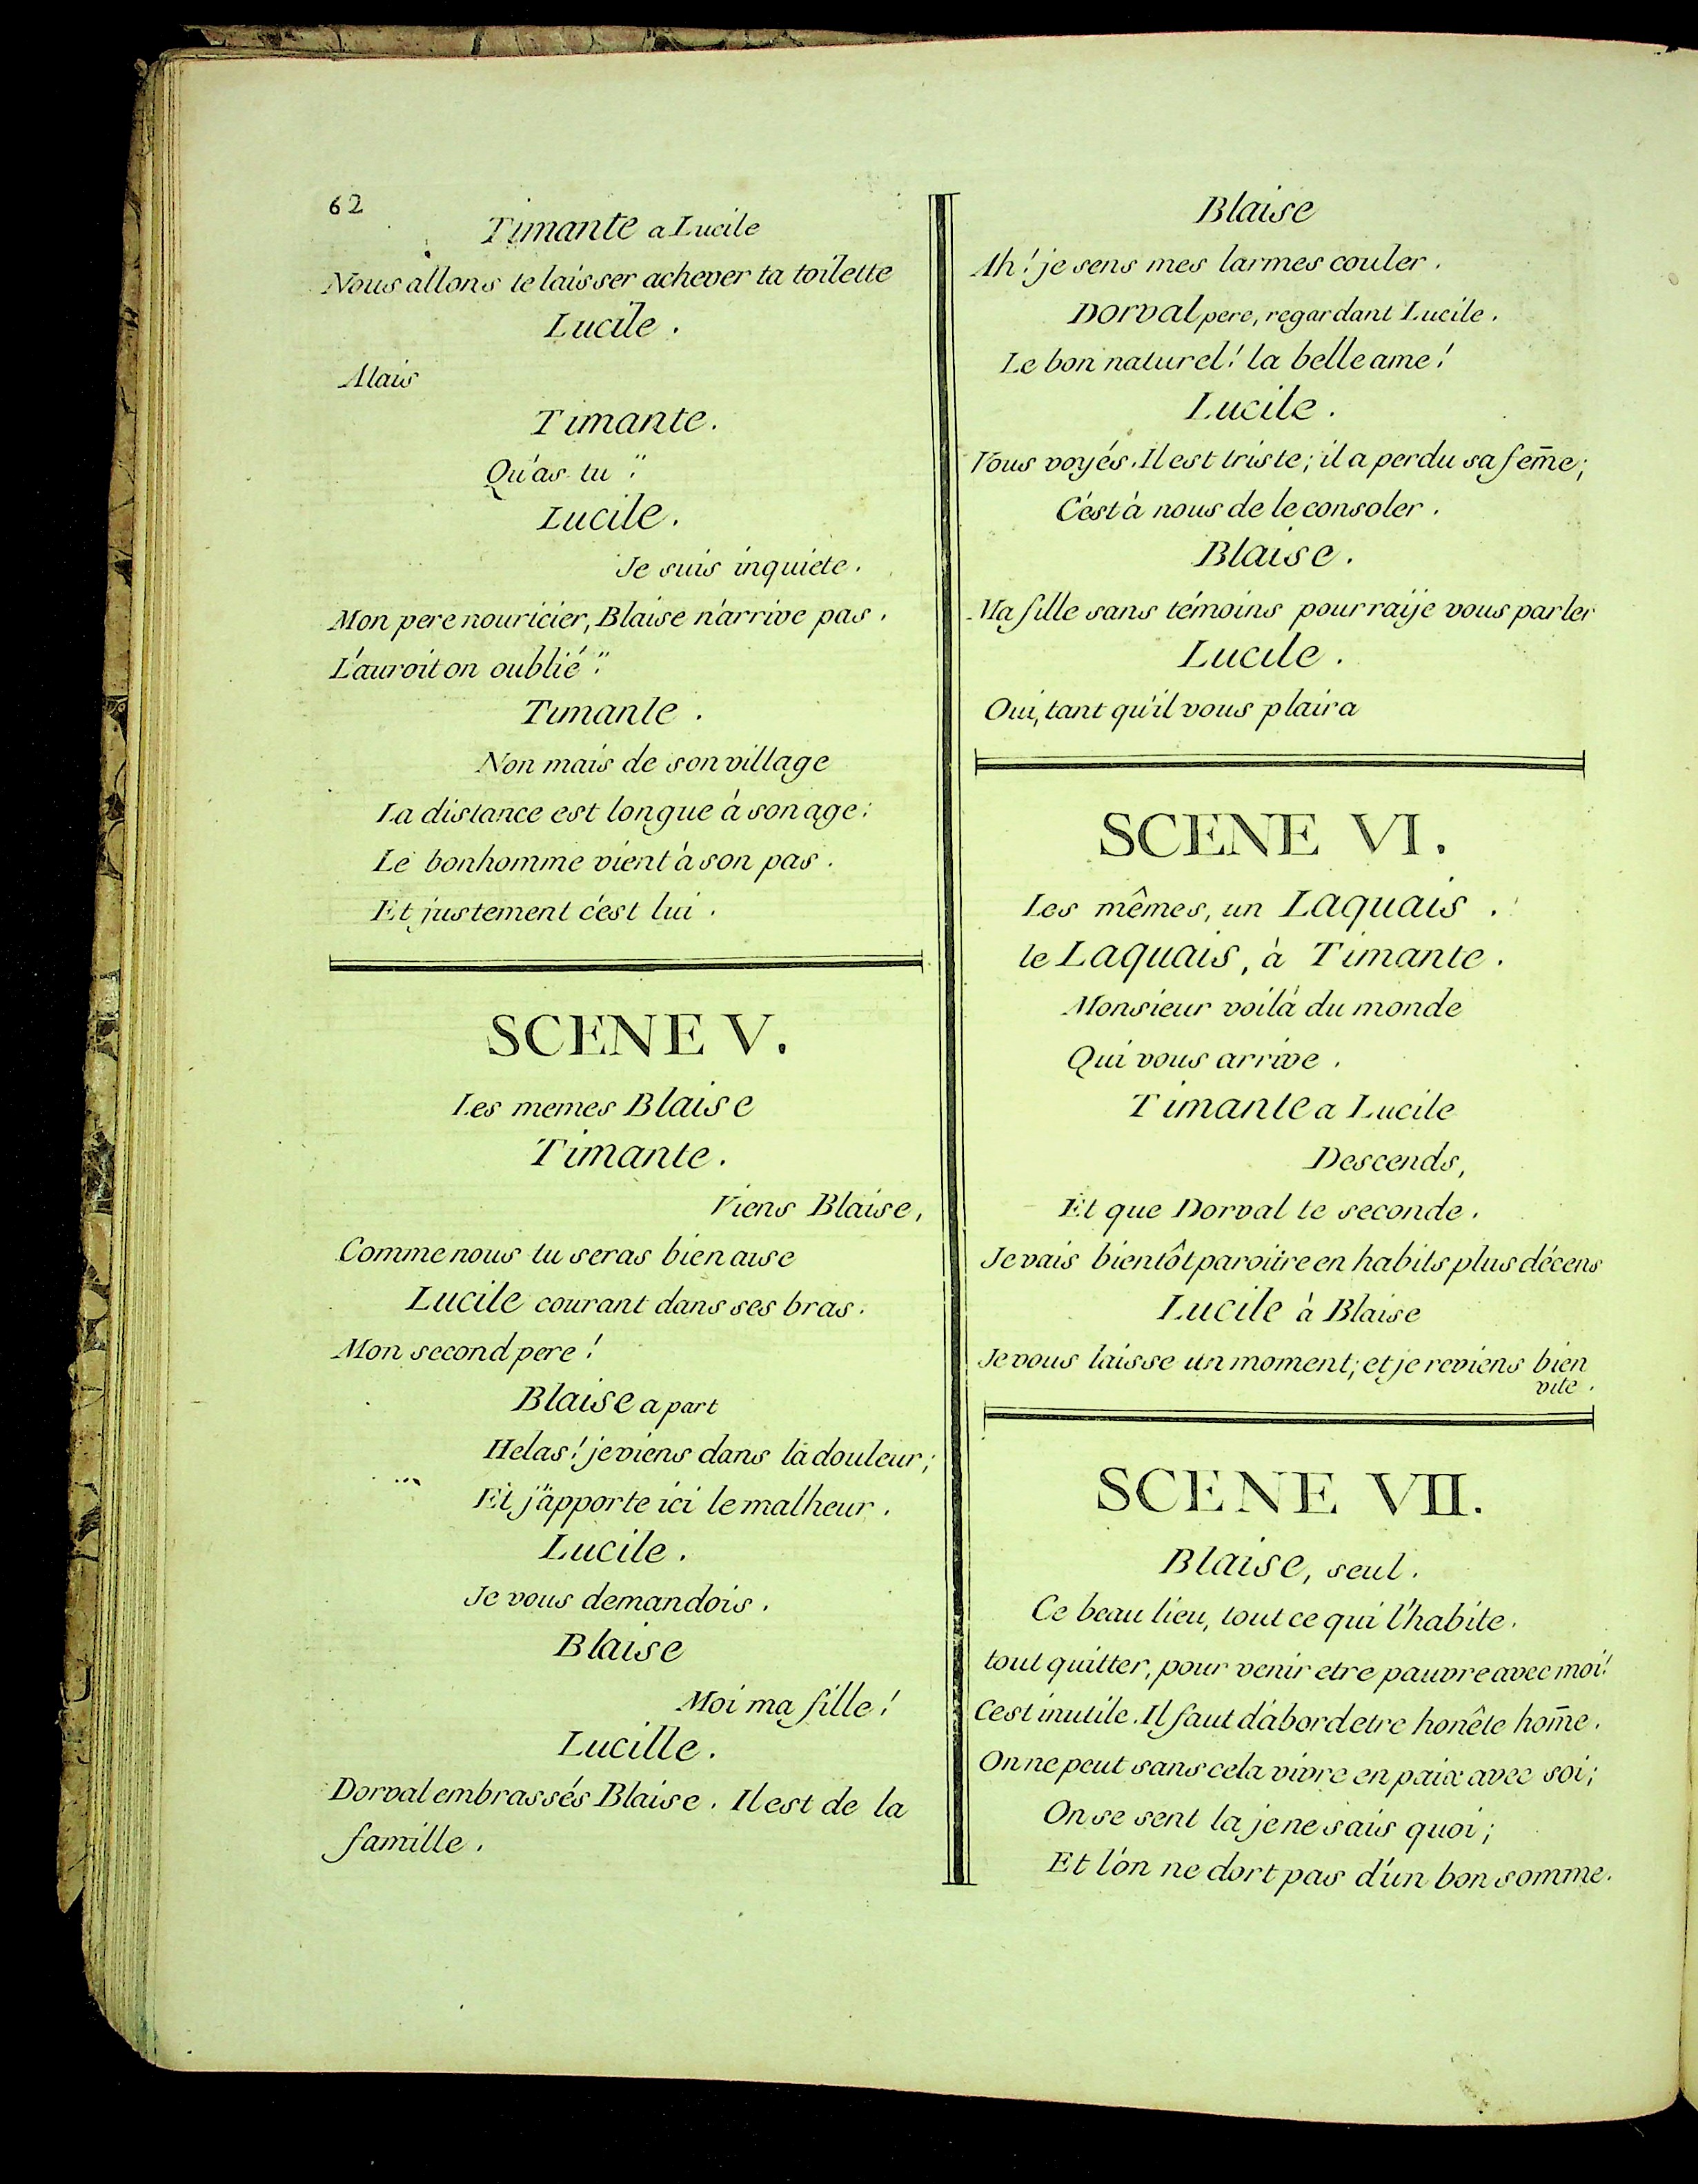 62
Timante a Lucile
Nous allons te laisser achever ta toilette
Lucile.
Mais
Timante.
Qu'as tu ?
Lucile.
Je suis inquiete.
Mon pere nouricier, Blaise n'arrive pas.
L'auroit on oublié ?
Timante.
Non mais de son village
La distance est longue à son age:
Le bonhomme vient à son pas.
Et justement c'est lui.
SCENE V.
Les memes Blaise
Timante.
Viens Blaise,
Comme nous tu seras bien aise
Lucile courant dans ses bras.
Mon second pere !
Blaise a part
Helas! je viens dans la douleur;
Et j'apporte ici le malheur.
Lucile.
Je vous demandois.
Blaise
Moi ma fille !
Lucille.
Dorval embrassés Blaise. Il est de la
famille.
Blaise
Ah! je sens mes larmes couler.
Dorval pere, regardant Lucile.
Le bon naturel! la belle ame!
Lucile.
Vous voyés. Il est triste; il a perdu sa fem̄e;
C'est à nous de le consoler.
Blaise.
Ma fille sans témoins pourraije vous parler
Lucile.
Oui, tant qu'il vous plaira
SCENE VI.
Les mêmes, un Laquais.
le Laquais, à Timante.
Monsieur voilà du monde
Qui vous arrive.
Timante a Lucile
Descends,
Et que Dorval te seconde.
Je vais bientôt paroître en habits plus décens
Lucile à Blaise
Je vous laisse un moment; et je reviens bien
vite.
SCENE VII.
Blaise, seul.
Ce beau lieu, tout ce qui l'habite.
tout quitter, pour venir etre pauvre avec moi!
C'est inutile. Il faut d'abord etre honête hom̄e.
On ne peut sans cela vivre en paix avec soi;
On se sent la je ne sais quoi;
Et l'on ne dort pas d'un bon somme.